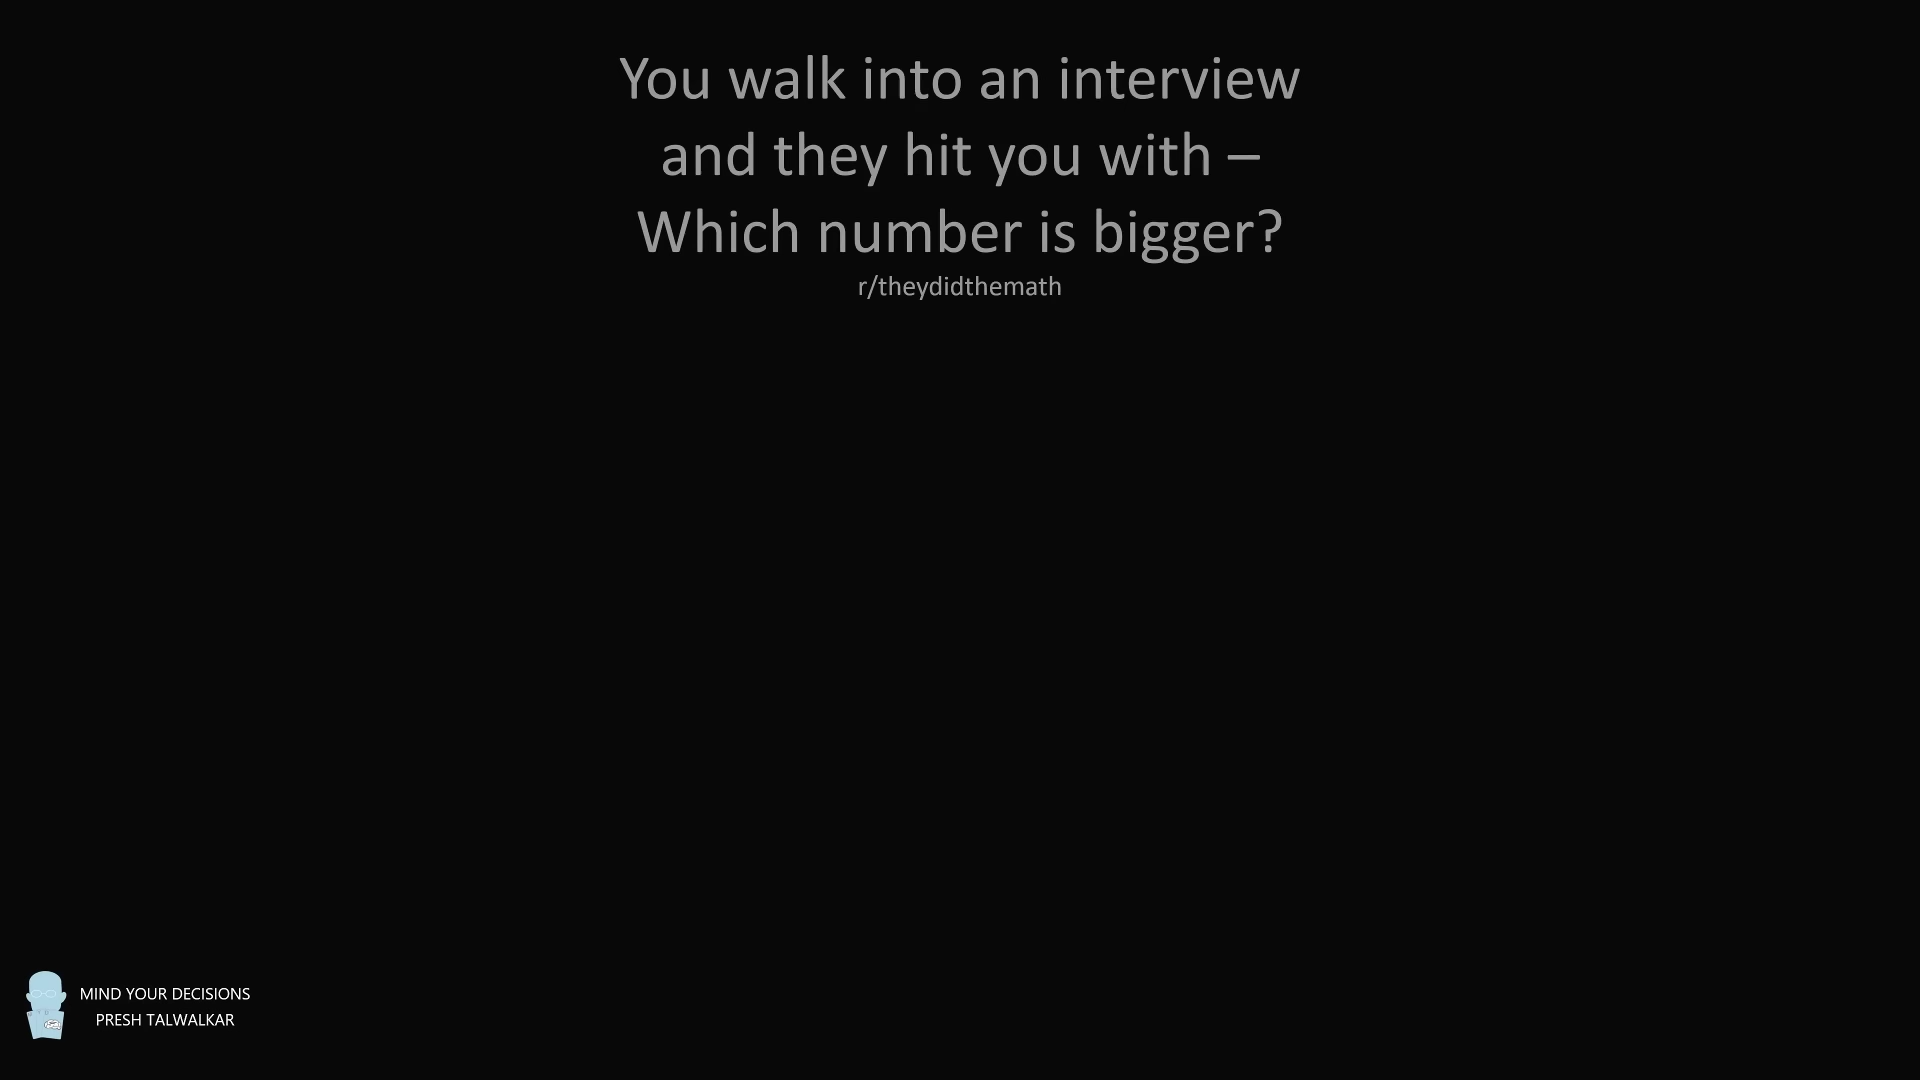 You walk into an interview
and they hit you with –
Which number is bigger?
r/theydidthemath
MIND YOUR DECISIONS
PRESH TALWALKAR